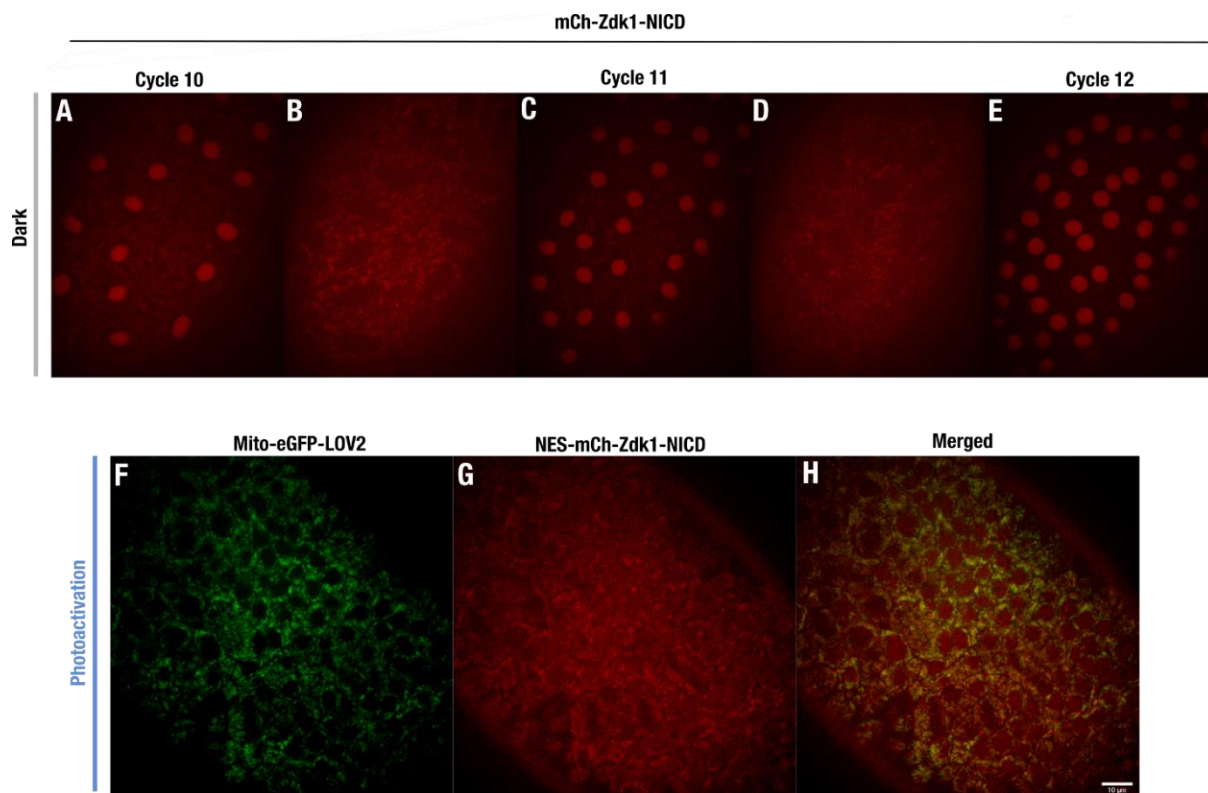 mCh-Zdk1-NICD
Cycle 10
Cycle 11
Cycle 12
Dark
A
B
C
D
E
Mito-eGFP-LOV2
NES-mCh-Zdk1-NICD
Merged
Photoactivation
F
G
H
10 µm